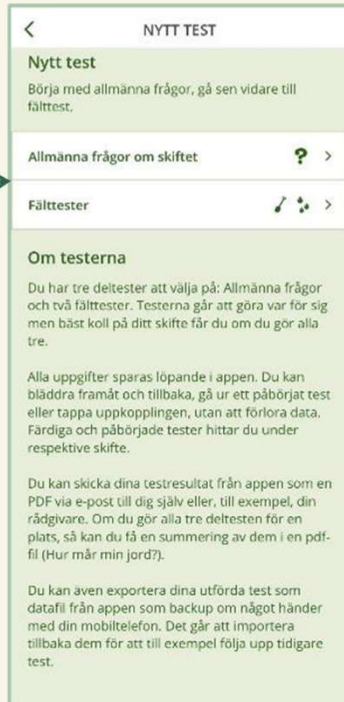 NYTT TEST
Nytt test
Börja med allmänna frågor, gå sen vidare till
fälttest.
Allmänna frågor om skiftet
Fälttester
Om testerna
Du har tre deltester att välja på: Allmänna frågor
och två fälttester. Testerna går att göra var för sig
men bäst koll på ditt skifte får du om du gör alla
tre.
Alla uppgifter sparas löpande i appen. Du kan
bläddra framåt och tillbaka, gå ur ett påbörjat test
eller tappa uppkopplingen, utan att förlora data.
Färdiga och påbörjade tester hittar du under
respektive skifte.
Du kan skicka dina testresultat från appen som en
PDF via e-post till dig själv eller, till exempel, din
rådgivare. Om du gör alla tre deltesten för en
plats, så kan du få en summering av dem i en pdf-
fil (Hur mår min jord?).
Du kan även exportera dina utförda test som
datafil från appen som backup om något händer
med din mobiltelefon. Det går att importera
tillbaka dem för att till exempel följa upp tidigare
test.